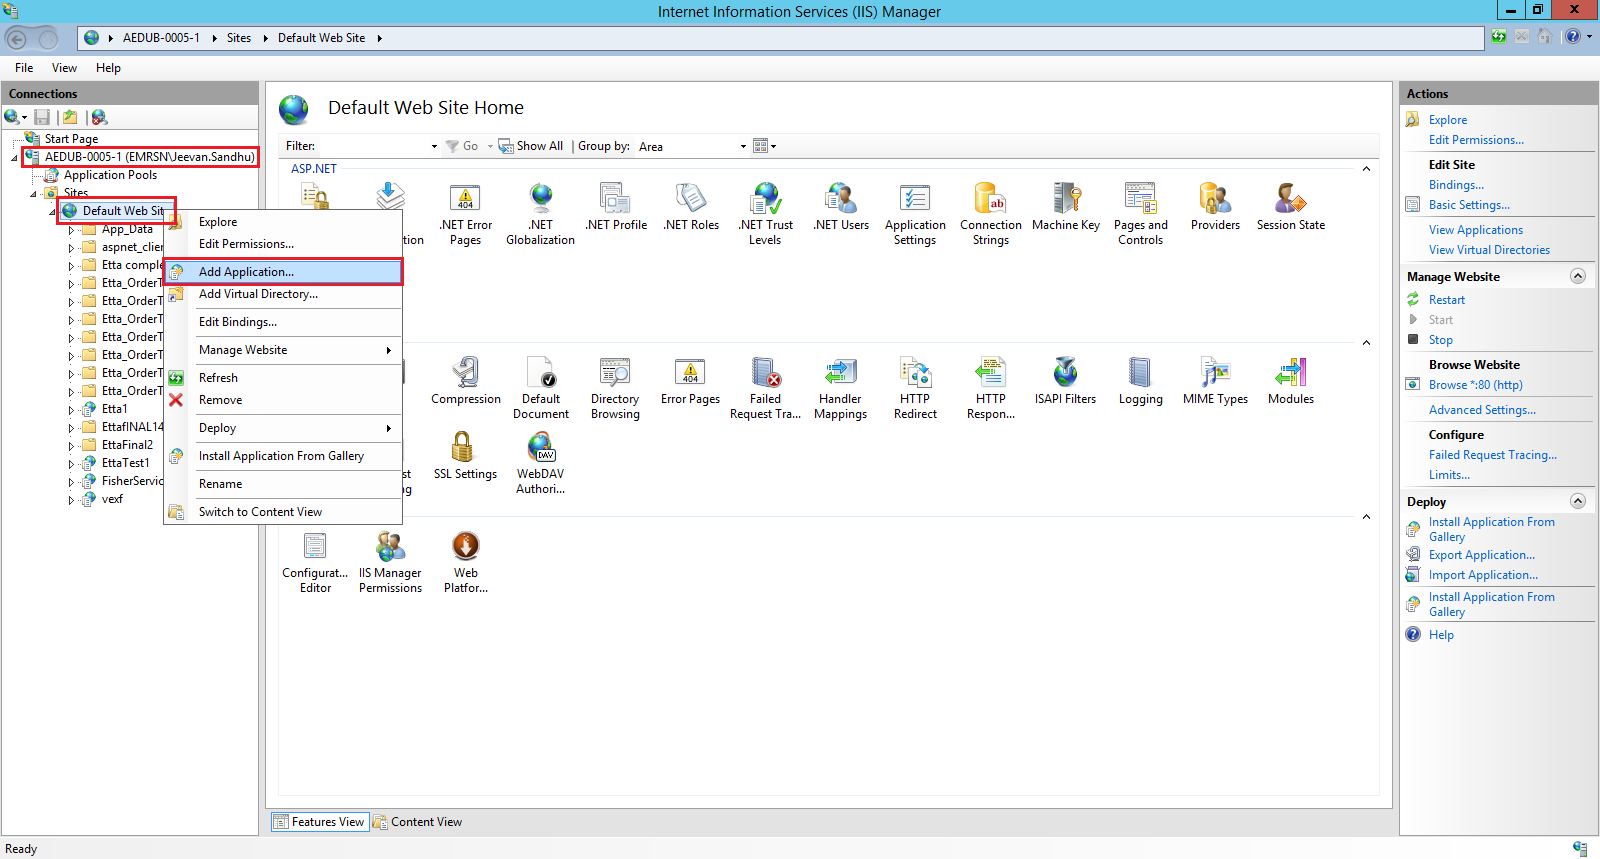 Internet Information Services (IIS) Manager
AEDUB-0005-1 Sites Default Web Site
File View Help
Connections
Start Page
AEDUB-0005-1 (EMRSN\Jeevan.Sandhu)
Application Pools
Sites
Default Web Sit
App_Data
aspnet_clien
Etta comple
Etta_OrderT
Etta_OrderT
Etta_OrderT
Etta_OrderT
Etta_OrderT
Etta_OrderT
Etta_OrderT
Etta1
EttafINAL14
EttaFinal2
EttaTest1
FisherServic
vexf
Explore
Edit Permissions...
Add Application...
Add Virtual Directory...
Edit Bindings...
Manage Website
Refresh
Remove
Deploy
Install Application From Gallery
Rename
Switch to Content View
Default Web Site Home
Filter: Go Show All Group by: Area
ASP.NET
tion
.NET Error
Pages
.NET
Globalization
.NET Profile
.NET Roles
.NET Trust
Levels
.NET Users
Application
Settings
Connection
Strings
Machine Key
Pages and
Controls
Providers
Session State
Compression
Default
Document
Directory
Browsing
Error Pages
Failed
Request Tra...
Handler
Mappings
HTTP
Redirect
HTTP
Respon...
ISAPI Filters
Logging
MIME Types
Modules
st
ng
SSL Settings
WebDAV
Authori...
Configurat...
Editor
IIS Manager
Permissions
Web
Platfor...
Features View Content View
Actions
Explore
Edit Permissions...
Edit Site
Bindings...
Basic Settings...
View Applications
View Virtual Directories
Manage Website
Restart
Start
Stop
Browse Website
Browse *:80 (http)
Advanced Settings...
Configure
Failed Request Tracing...
Limits...
Deploy
Install Application From
Gallery
Export Application...
Import Application...
Install Application From
Gallery
Help
Ready